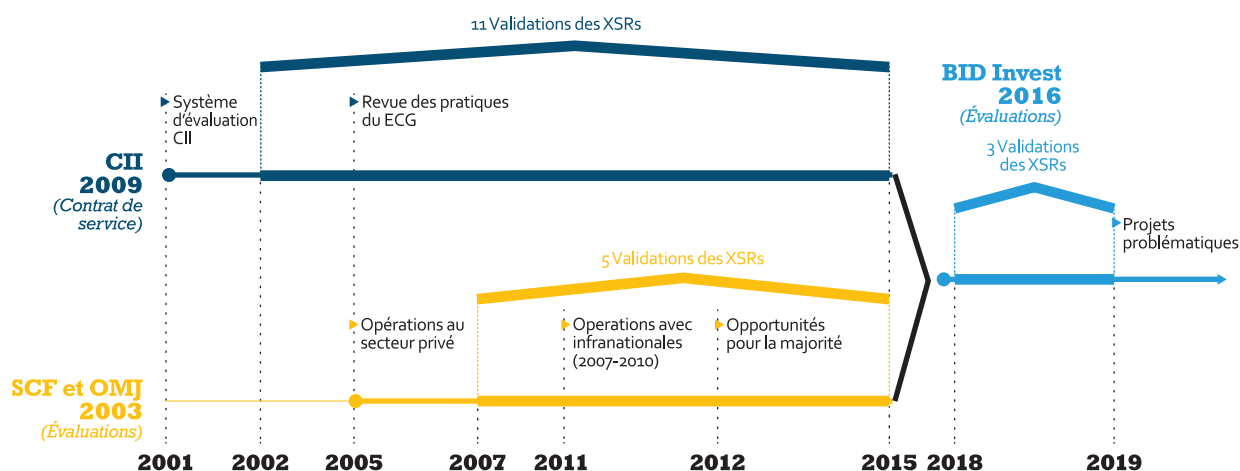 11 Validations des XSRs
Système
d'évaluation
CII
Revue des pratiques
du ECG
CII
2009
(Contrat de
service)
BID Invest
2016
(Évaluations)
3 Validations
des XSRs
Projets
problématiques
5 Validations des XSRs
Opérations au
secteur privé
Operations avec
infranationales
(2007-2010)
Opportunités
pour la majorité
SCF et OMJ
2003
(Évaluations)
2001 2002 2005 2007 2011 2012 2015 2018 2019